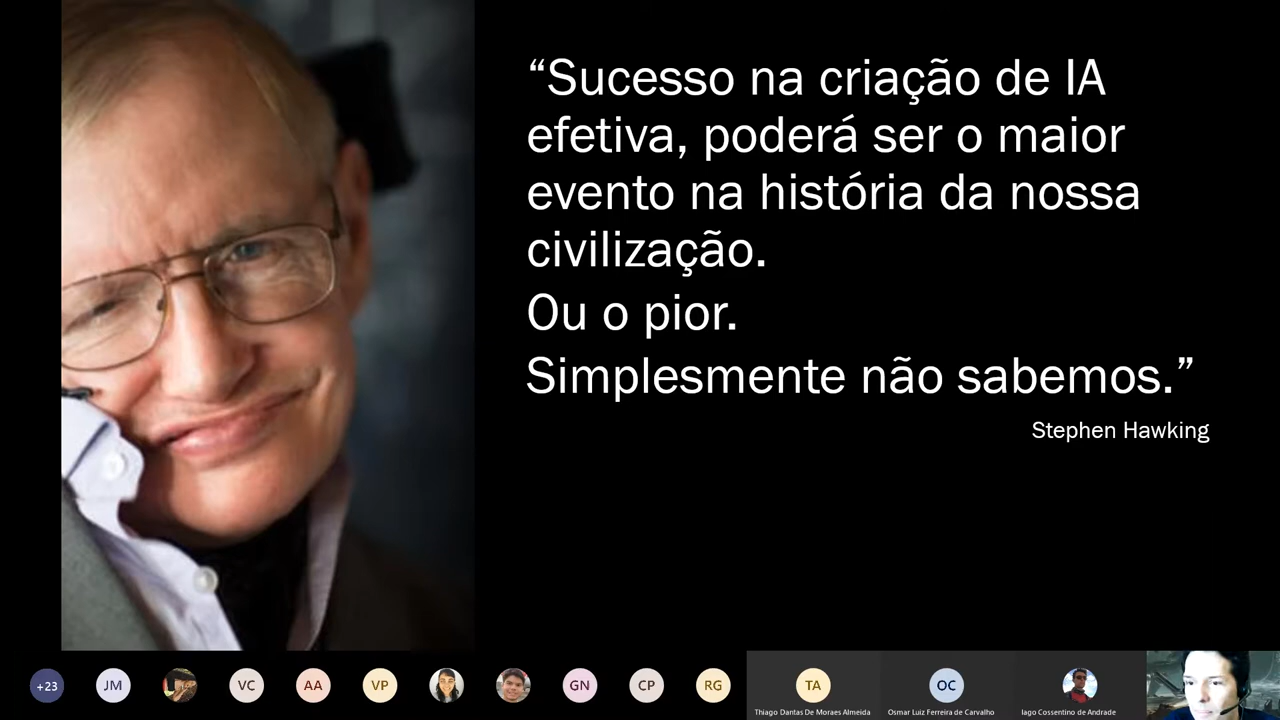 “Sucesso na criação de IA
efetiva, poderá ser o maior
evento na história da nossa
civilização.
Ou o pior.
Simplesmente não sabemos.”
Stephen Hawking
+23 JM VC AA VP GN CP RG TA OC
Thiago Dantas De Moraes Almeida Osmar Luiz Ferreira de Carvalho Iago Cossentino de Andrade